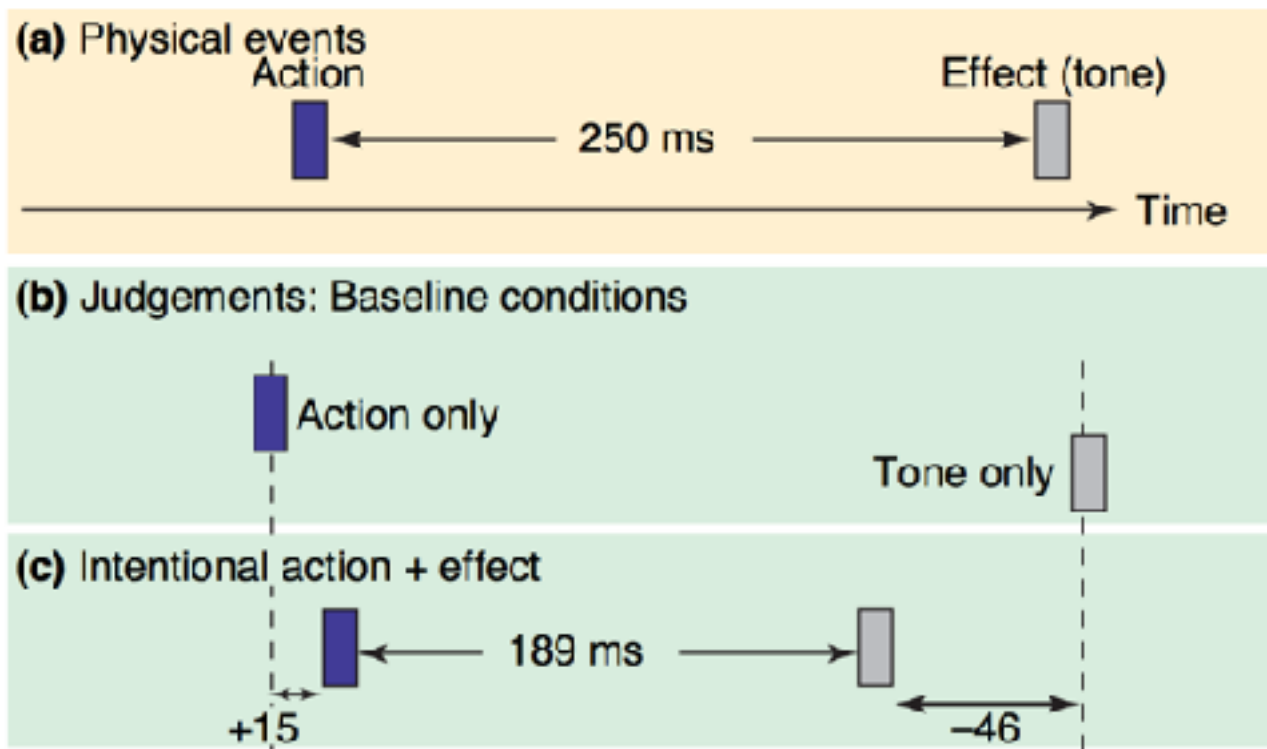 (a) Physical events
Action
Effect (tone)
250 ms
Time
(b) Judgements: Baseline conditions
Action only
Tone only
(c) Intentional action + effect
189 ms
+15
–46